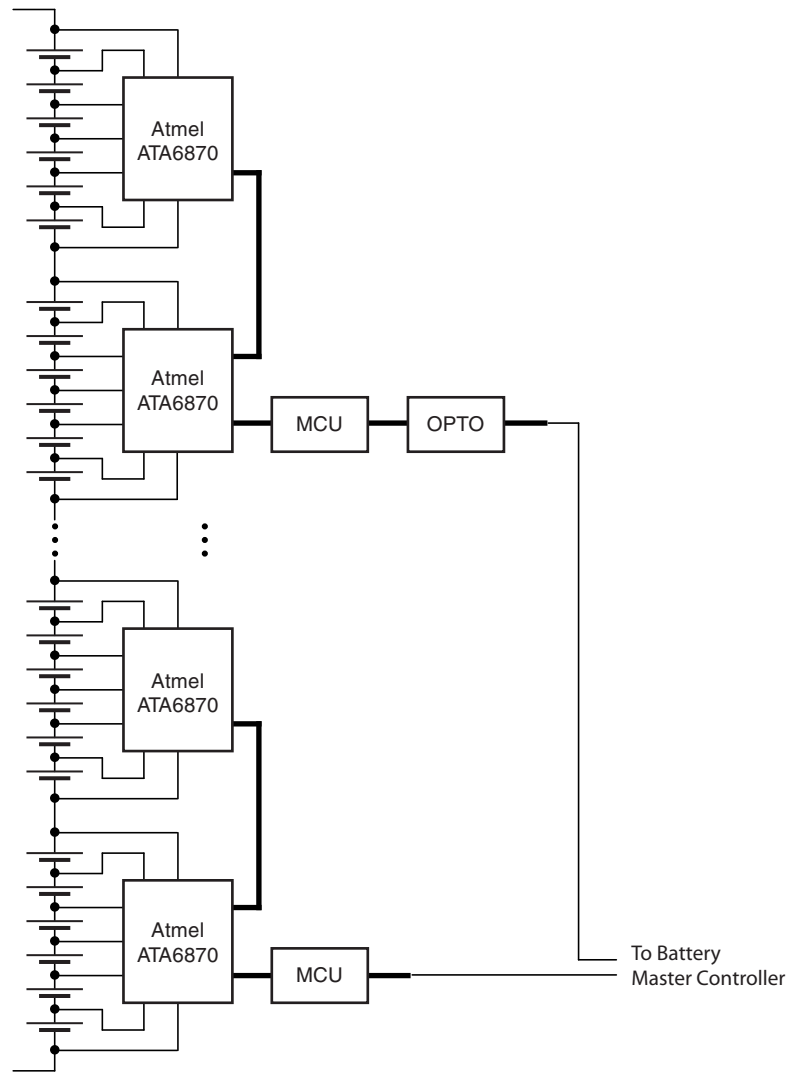 Atmel
ATA6870
Atmel
ATA6870
MCU
OPTO
Atmel
ATA6870
Atmel
ATA6870
MCU
To Battery
Master Controller